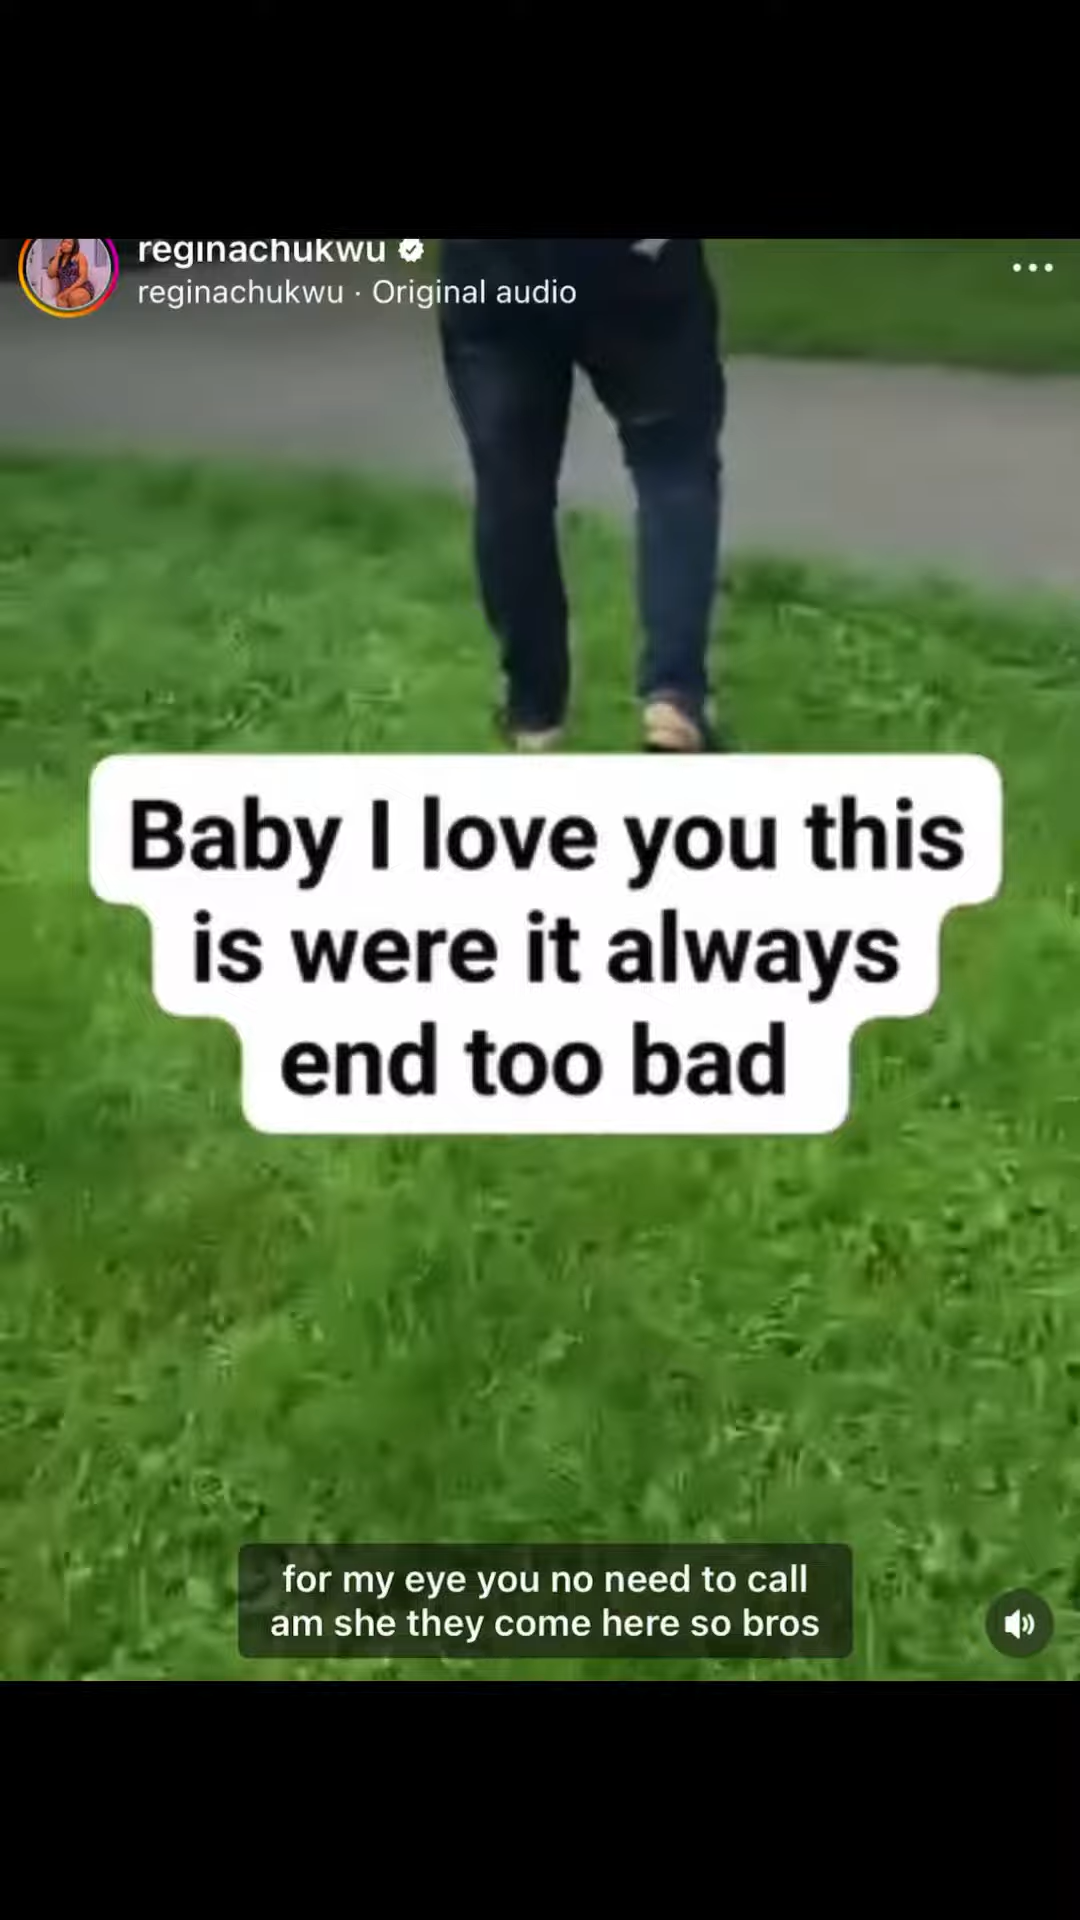 reginachukwu
reginachukwu · Original audio
Baby I love you this
is were it always
end too bad
for my eye you no need to call
am she they come here so bros